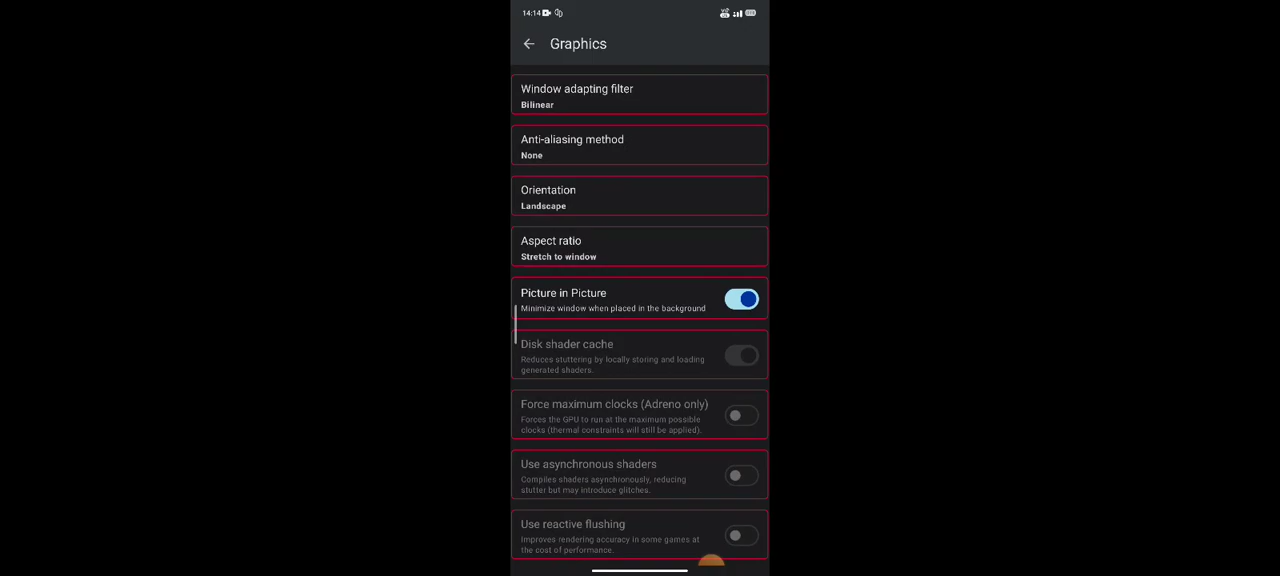 14:14
Graphics
Window adapting filter
Bilinear
Anti-aliasing method
None
Orientation
Landscape
Aspect ratio
Stretch to window
Picture in Picture
Minimize window when placed in the background
Disk shader cache
Reduces stuttering by locally storing and loading
generated shaders.
Force maximum clocks (Adreno only)
Forces the GPU to run at the maximum possible
clocks (thermal constraints will still be applied).
Use asynchronous shaders
Compiles shaders asynchronously, reducing
stutter but may introduce glitches.
Use reactive flushing
Improves rendering accuracy in some games at
the cost of performance.